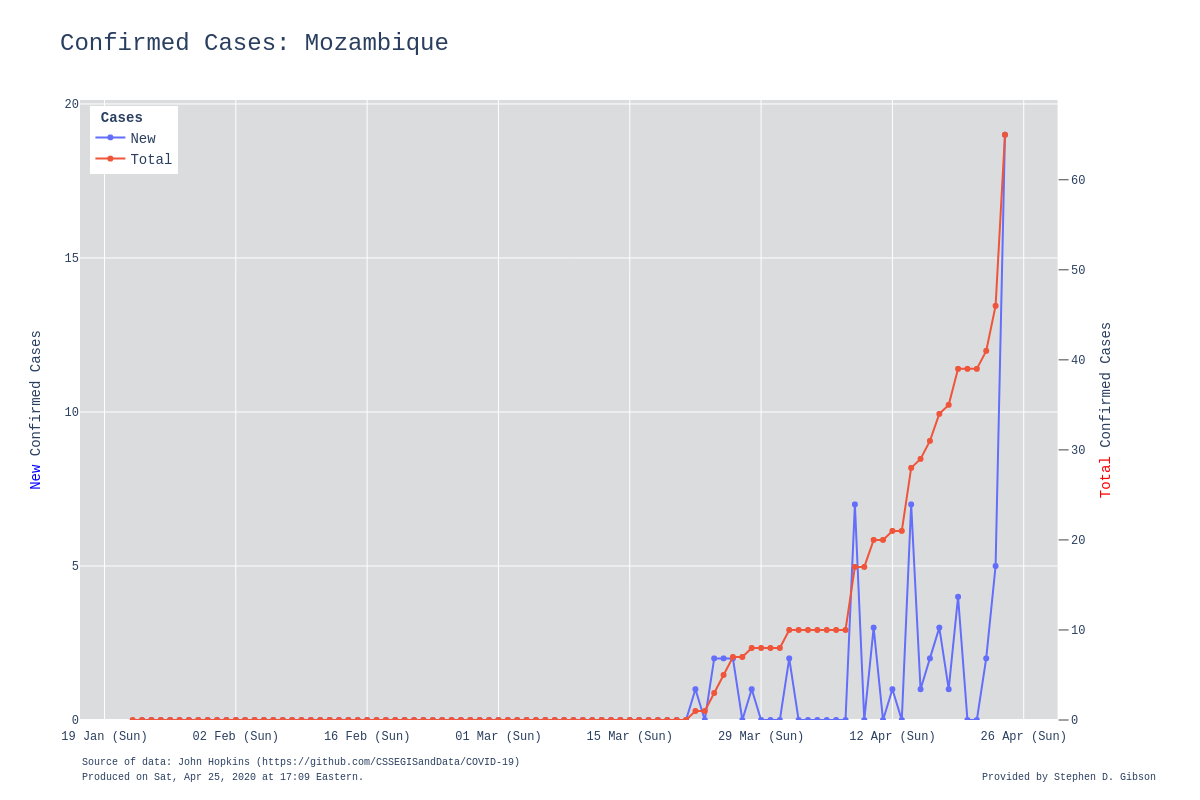 Confirmed Cases: Mozambique
Cases
New
Total
20
15
10
5
0
60
50
40
30
20
10
0
New Confirmed Cases
Total Confirmed Cases
19 Jan (Sun) 02 Feb (Sun) 16 Feb (Sun) 01 Mar (Sun) 15 Mar (Sun) 29 Mar (Sun) 12 Apr (Sun) 26 Apr (Sun)
Source of data: John Hopkins (https://github.com/CSSEGISandData/COVID-19)
Produced on Sat, Apr 25, 2020 at 17:09 Eastern.
Provided by Stephen D. Gibson